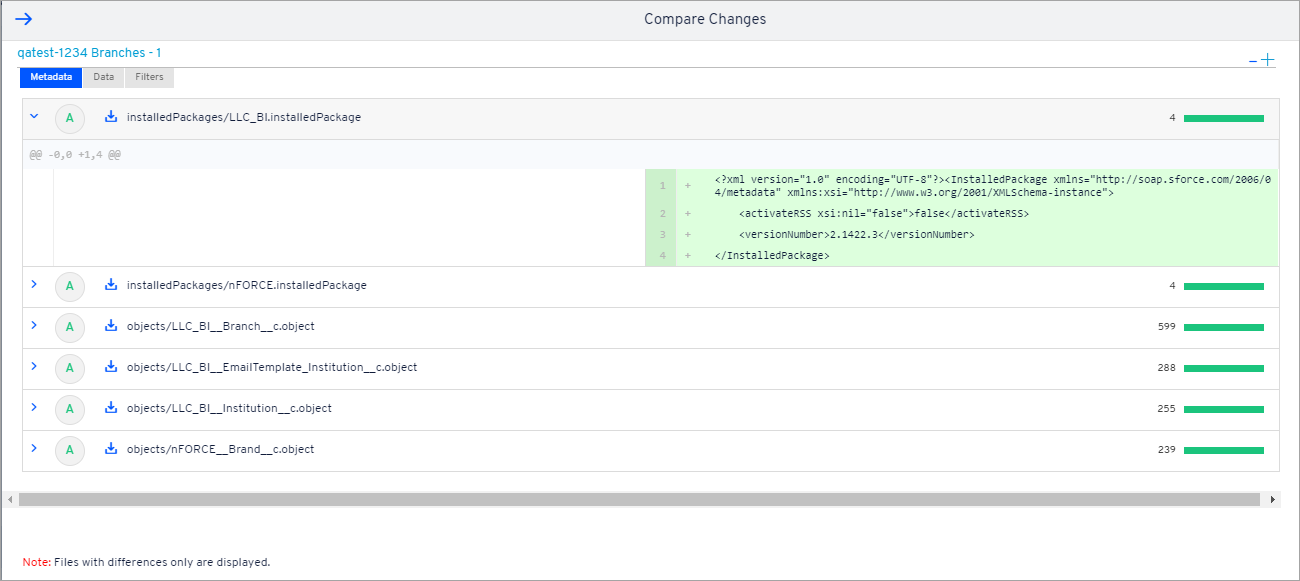 Compare Changes
qatest-1234 Branches - 1
Metadata Data Filters
A installedPackages/LLC_BI.installedPackage 4
@@ -0,0 +1,4 @@
1 + <?xml version="1.0" encoding="UTF-8"?><InstalledPackage xmlns="http://soap.sforce.com/2006/0
4/metadata" xmlns:xsi="http://www.w3.org/2001/XMLSchema-instance">
2 + <activateRSS xsi:nil="false">false</activateRSS>
3 + <versionNumber>2.1422.3</versionNumber>
4 + </InstalledPackage>
A installedPackages/nFORCE.installedPackage 4
A objects/LLC_BI__Branch__c.object 599
A objects/LLC_BI__EmailTemplate_Institution__c.object 288
A objects/LLC_BI__Institution__c.object 255
A objects/nFORCE__Brand__c.object 239
Note: Files with differences only are displayed.